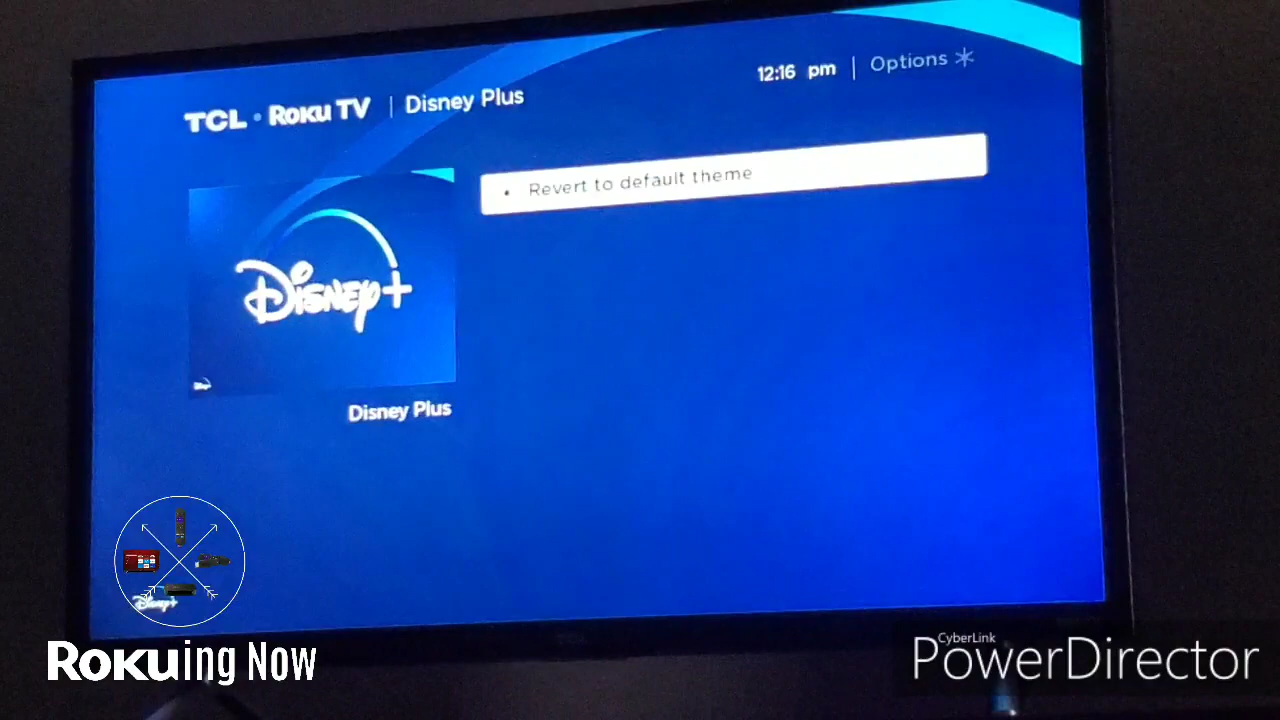 TCL • Roku TV | Disney Plus
12:16 pm | Options
• Revert to default theme
Disney+
Disney Plus
Disney+
Rokuing Now
CyberLink
PowerDirector